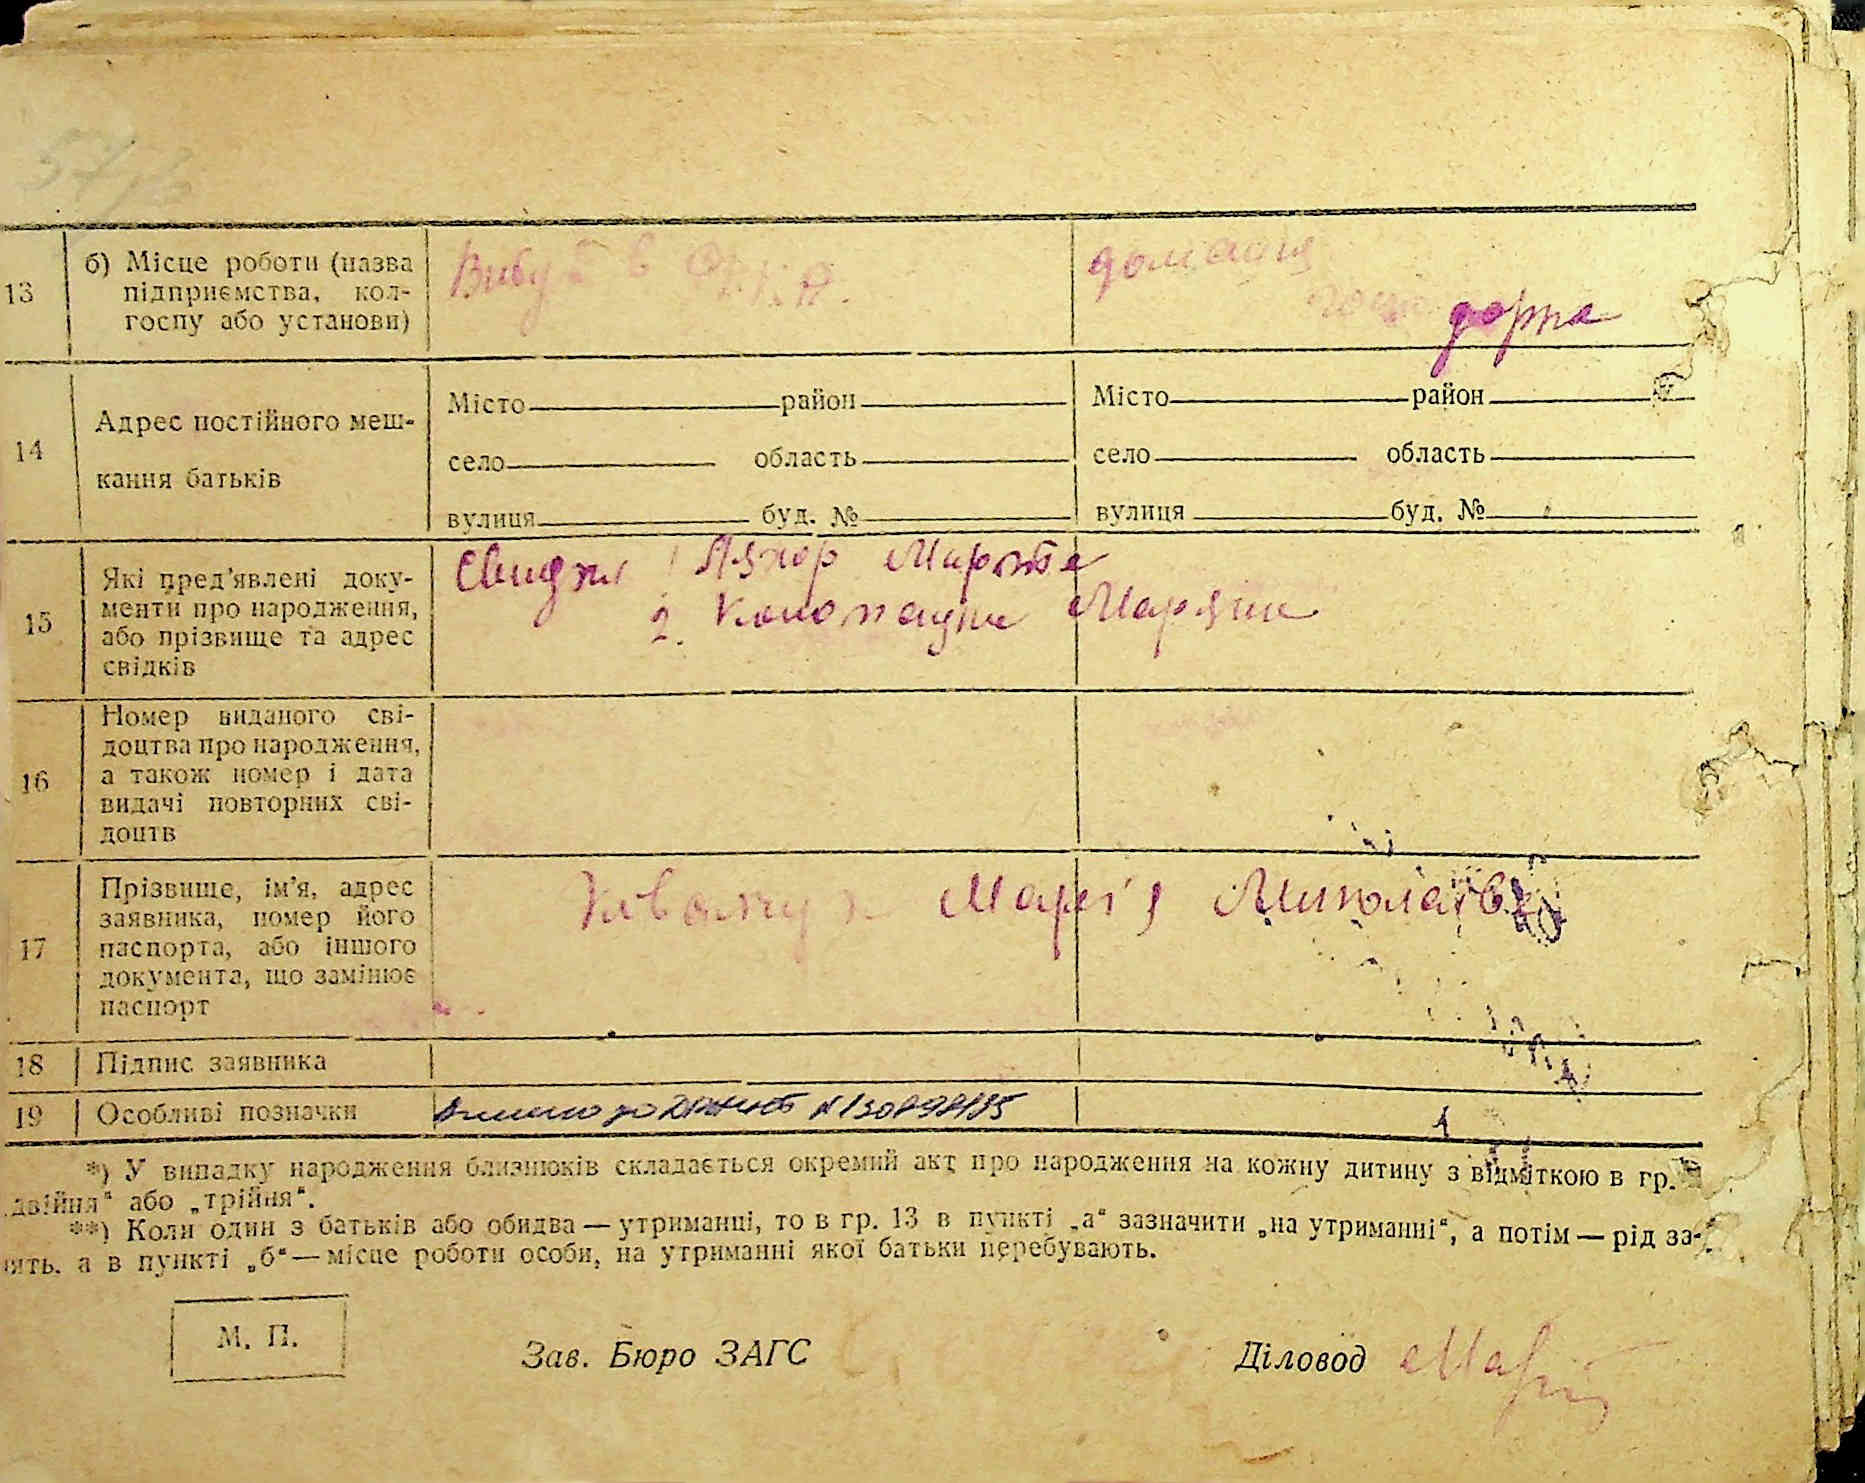 13
б) Місце роботи (назва
підприємства, кол-
госпу або установи)
Вибув в
домашня
14
Адрес постійного меш-
кання батьків
Місто район
село область
вулиця буд. №
Місто район
село область
вулиця буд. №
15
Які пред’явлені доку-
менти про народження,
або прізвище та адрес
свідків
2.
16
Номер виданого сві-
доцтва про народження,
а також номер і дата
видачі повторних сві-
доцтв
17
Прізвище, ім’я, адрес
заявника, номер його
паспорта, або іншого
документа, що замінює
паспорт
Марія
18
Підпис заявника
19
Особливі позначки
*) У випадку народження близнюків складається окремий акт про народження на кожну дитину з відміткою в гр.
„двійня“ або „трійня“.
**) Коли один з батьків або обидва — утриманці, то в гр. 13 в пункті „а“ зазначити „на утриманні“, а потім — рід за-
нять, а в пункті „б“ — місце роботи особи, на утриманні якої батьки перебувають.
М. П.
Зав. Бюро ЗАГС
Діловод